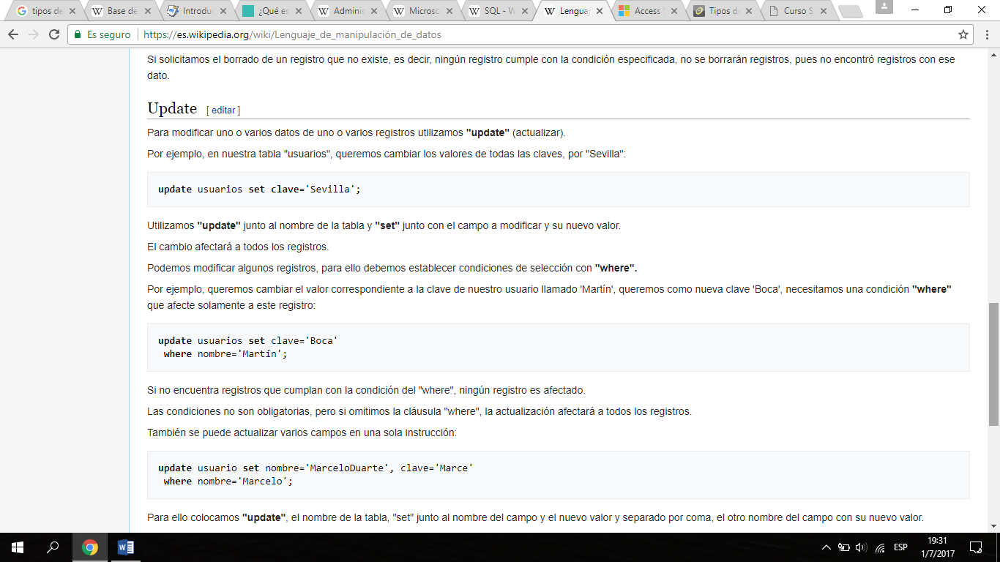 tipos de
Base de
Introdu
¿Qué es
Adminis
Microso
SQL - W
Lenguaj
Access
Tipos d
Curso S
Es seguro | https://es.wikipedia.org/wiki/Lenguaje_de_manipulación_de_datos
Si solicitamos el borrado de un registro que no existe, es decir, ningún registro cumple con la condición especificada, no se borrarán registros, pues no encontró registros con ese
dato.
Update [ editar ]
Para modificar uno o varios datos de uno o varios registros utilizamos "update" (actualizar).
Por ejemplo, en nuestra tabla "usuarios", queremos cambiar los valores de todas las claves, por "Sevilla":
update usuarios set clave='Sevilla';
Utilizamos "update" junto al nombre de la tabla y "set" junto con el campo a modificar y su nuevo valor.
El cambio afectará a todos los registros.
Podemos modificar algunos registros, para ello debemos establecer condiciones de selección con "where".
Por ejemplo, queremos cambiar el valor correspondiente a la clave de nuestro usuario llamado 'Martín', queremos como nueva clave 'Boca', necesitamos una condición "where"
que afecte solamente a este registro:
update usuarios set clave='Boca'
where nombre='Martín';
Si no encuentra registros que cumplan con la condición del "where", ningún registro es afectado.
Las condiciones no son obligatorias, pero si omitimos la cláusula "where", la actualización afectará a todos los registros.
También se puede actualizar varios campos en una sola instrucción:
update usuario set nombre='MarceloDuarte', clave='Marce'
where nombre='Marcelo';
Para ello colocamos "update", el nombre de la tabla, "set" junto al nombre del campo y el nuevo valor y separado por coma, el otro nombre del campo con su nuevo valor.
ESP
19:31
1/7/2017